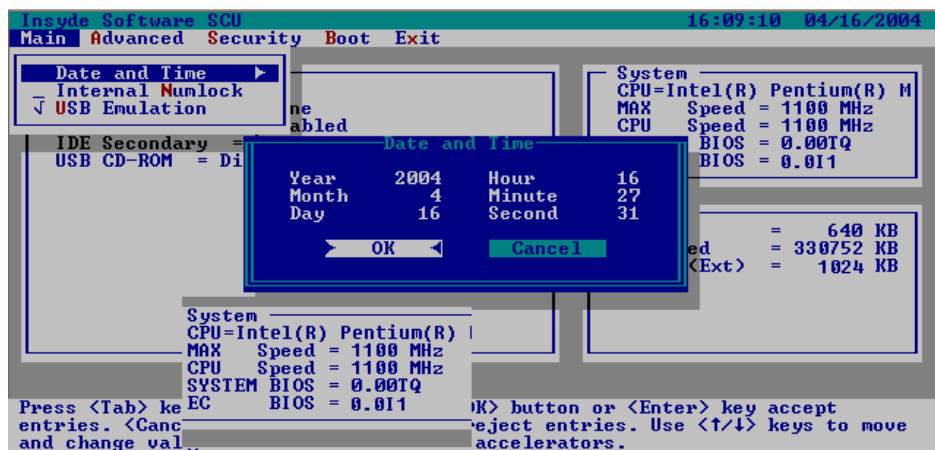 Insyde Software SCU 16:09:10 04/16/2004
Main Advanced Security Boot Exit
Date and Time
Internal Numlock
√ USB Emulation
ne
abled
IDE Secondary =
USB CD-ROM = Di
System
CPU=Intel(R) Pentium(R) M
MAX Speed = 1100 MHz
CPU Speed = 1100 MHz
BIOS = 0.00TQ
BIOS = 0.0I1
Date and Time
Year 2004 Hour 16
Month 4 Minute 27
Day 16 Second 31
OK Cancel
= 640 KB
ed = 330752 KB
(Ext) = 1024 KB
System
CPU=Intel(R) Pentium(R)
MAX Speed = 1100 MHz
CPU Speed = 1100 MHz
SYSTEM BIOS = 0.00TQ
EC BIOS = 0.0I1
Press <Tab> ke OK> button or <Enter> key accept
entries. <Canc reject entries. Use <↑/↓> keys to move
and change val accelerators.